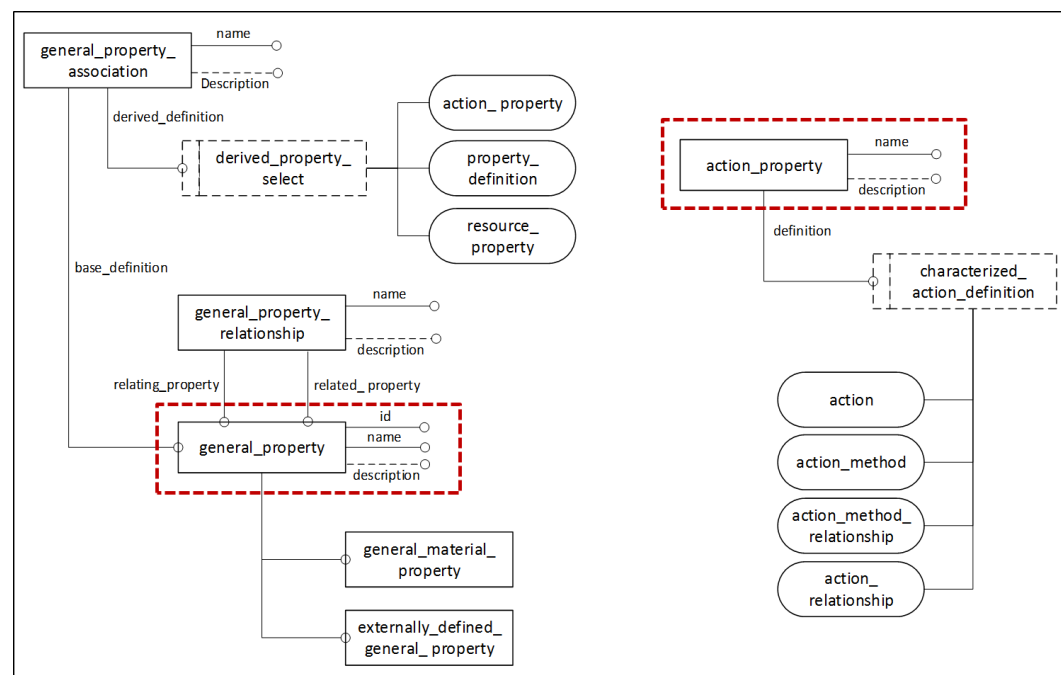 name
general_property_
association
Description
derived_definition
action_ property
derived_property_
select
property_
definition
resource_
property
base_definition
name
general_property_
relationship
description
relating_property
related_ property
id
general_property
name
description
general_material_
property
externally_defined_
general_ property
name
action_property
description
definition
characterized_
action_definition
action
action_method
action_method_
relationship
action_
relationship